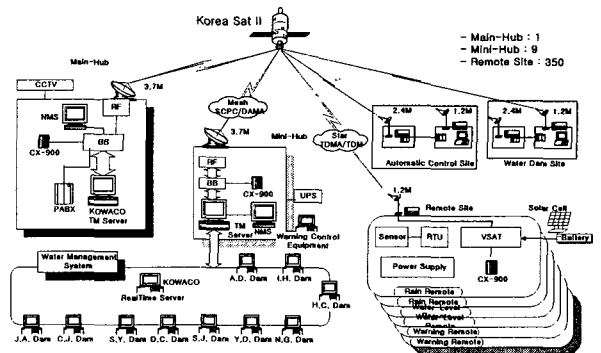 Korea Sat II
- Main-Hub : 1
- Mini-Hub : 9
- Remote Site : 350
Main-Hub
3.7M
CCTV
RF
NMS
BB
CX-900
PABX
KOWACO
TM Server
Mesh
SCPC/DAMA
3.7M
Mini-Hub
RF
BB
CX-900
UPS
TM
Server
NMS
Warning Control
Equipment
Star
TDMA/TDM
2.4M
1.2M
Automatic Control Site
2.4M
1.2M
Water Dam Site
1.2M
Remote Site
Solar Cell
Sensor
RTU
VSAT
Battery
Power Supply
CX-900
(Rain Remote)
(Rain Remote)
Water-Level
Water-Level
Remote
(Warning Remote)
(Warning Remote)
Water Management
System
KOWACO
RealTime Server
A.D. Dam
I.H. Dam
H.C. Dam
J.A. Dam
C.J. Dam
S.Y. Dam
D.C. Dam
S.J. Dam
Y.D. Dam
N.G. Dam